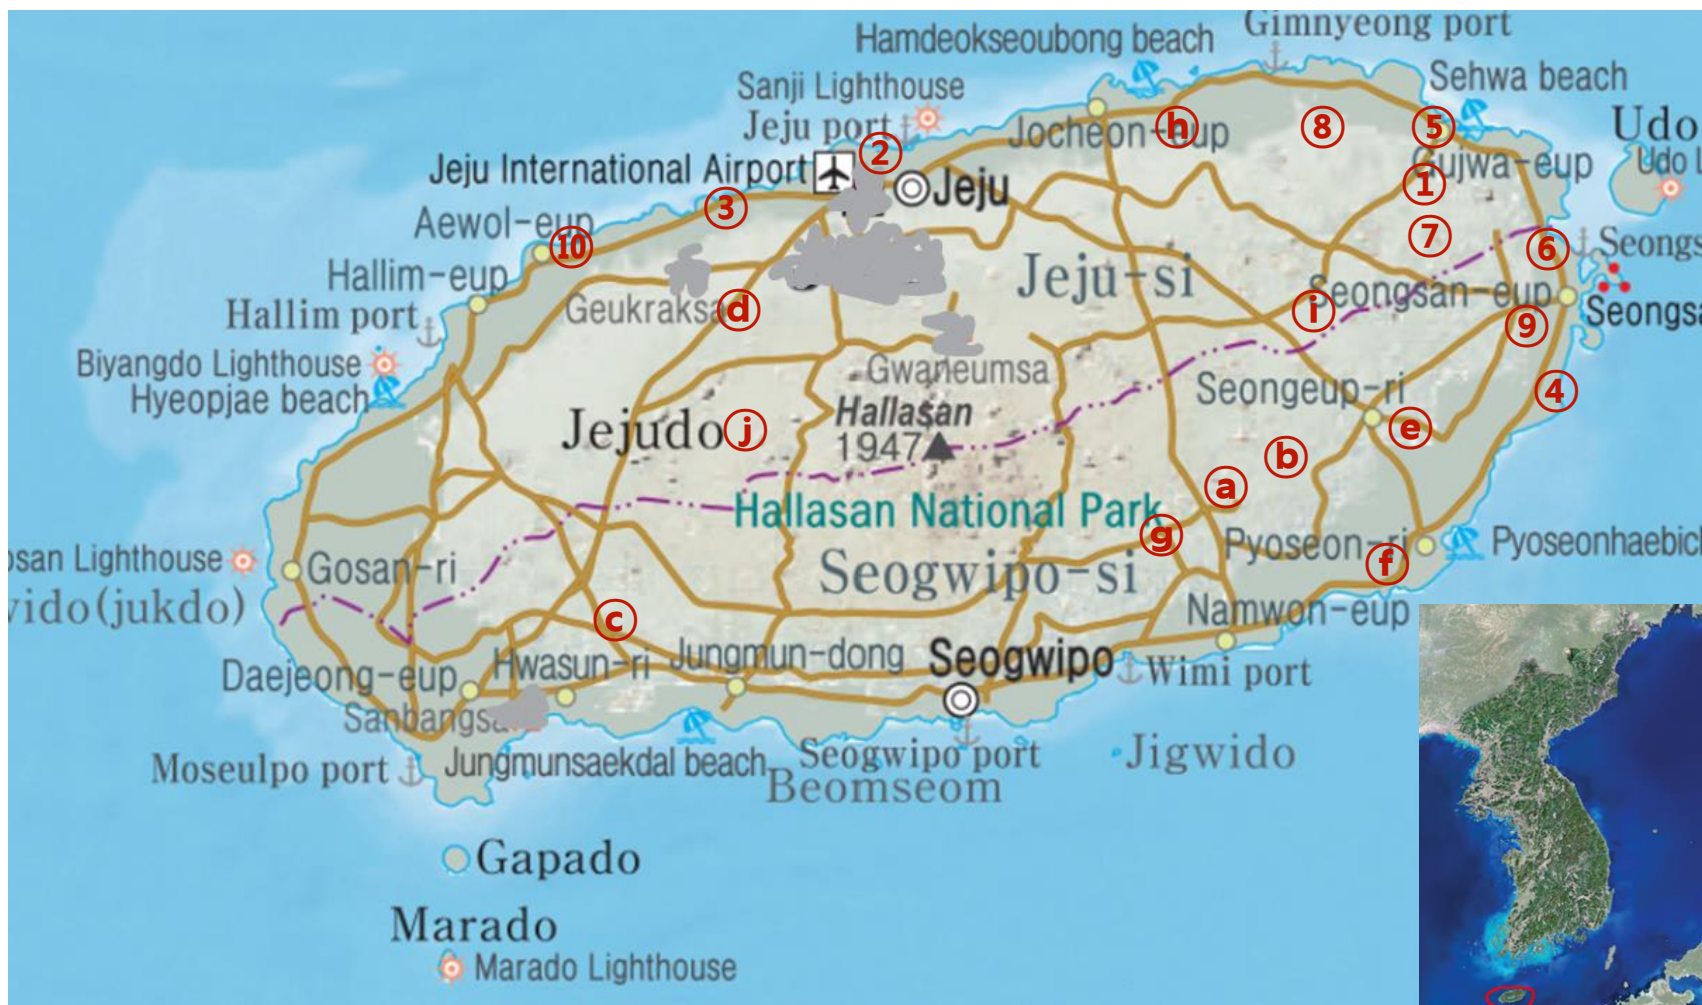 Gimnyeong port
Hamdeokseoubong beach
Sehwa beach
Sanji Lighthouse
Udo
Jeju port
②
Jocheon-eup
ⓗ
⑧
⑤
Jeju International Airport
Jeju
Gujwa-eup
Udo L
①
③
Aewol-eup
⑩
⑦
⑥
Seongs
Hallim-eup
Jeju-si
Hallim port
Geukraksa
ⓓ
ⓘ
Seongsan-eup
Seongsa
⑨
Biyangdo Lighthouse
Gwaneumsa
Hyeopjae beach
Seongeup-ri
④
Jejudo
ⓙ
Hallasan
1947
ⓔ
ⓑ
ⓐ
Hallasan National Park
ⓖ
osan Lighthouse
Gosan-ri
Seogwipo-si
Pyoseon-ri
ⓕ
Pyoseonhaebich
vido(jukdo)
ⓒ
Namwon-eup
Daejeong-eup
Hwasun-ri
Jungmun-dong
Seogwipo
Wimi port
Sanbangsa
Moseulpo port
Jungmunsaekdal beach
Seogwipo port
Jigwido
Beomseom
Gapado
Marado
Marado Lighthouse